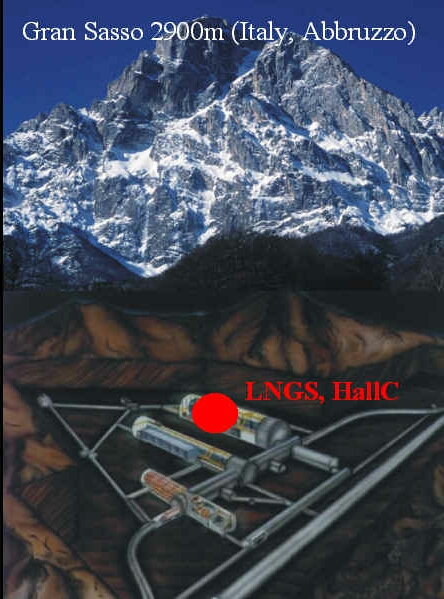 Gran Sasso 2900m (Italy, Abbruzzo)
LNGS, HallC